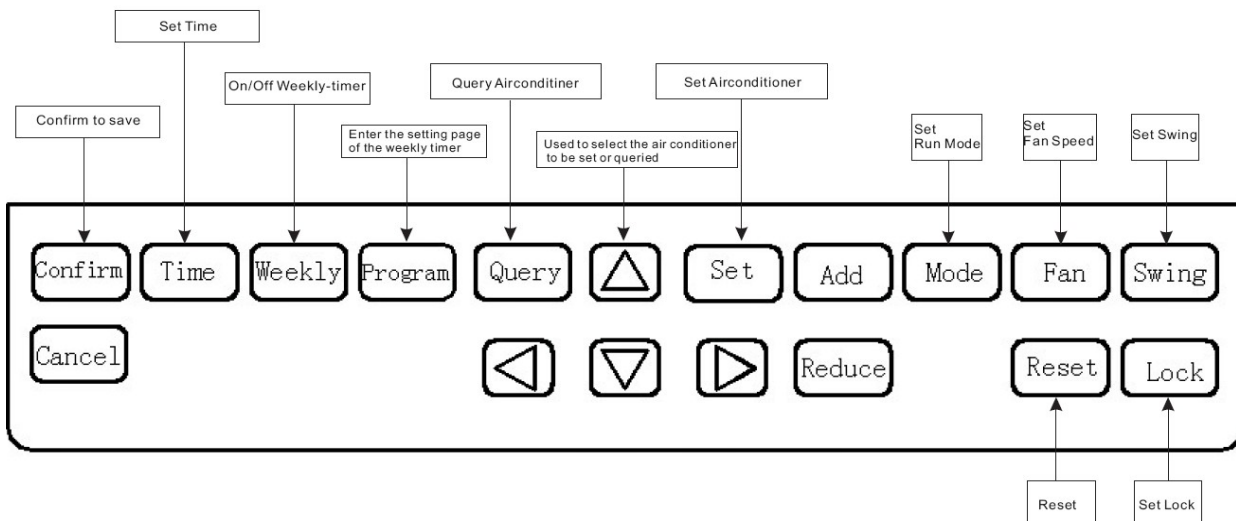 Set Time
On/Off Weekly-timer
Query Airconditiner
Set Airconditioner
Confirm to save
Enter the setting page
of the weekly timer
Used to select the air conditioner
to be set or queried
Set
Run Mode
Set
Fan Speed
Set Swing
Confirm Time Weekly Program Query Set Add Mode Fan Swing
Cancel Reduce Reset Lock
Reset
Set Lock